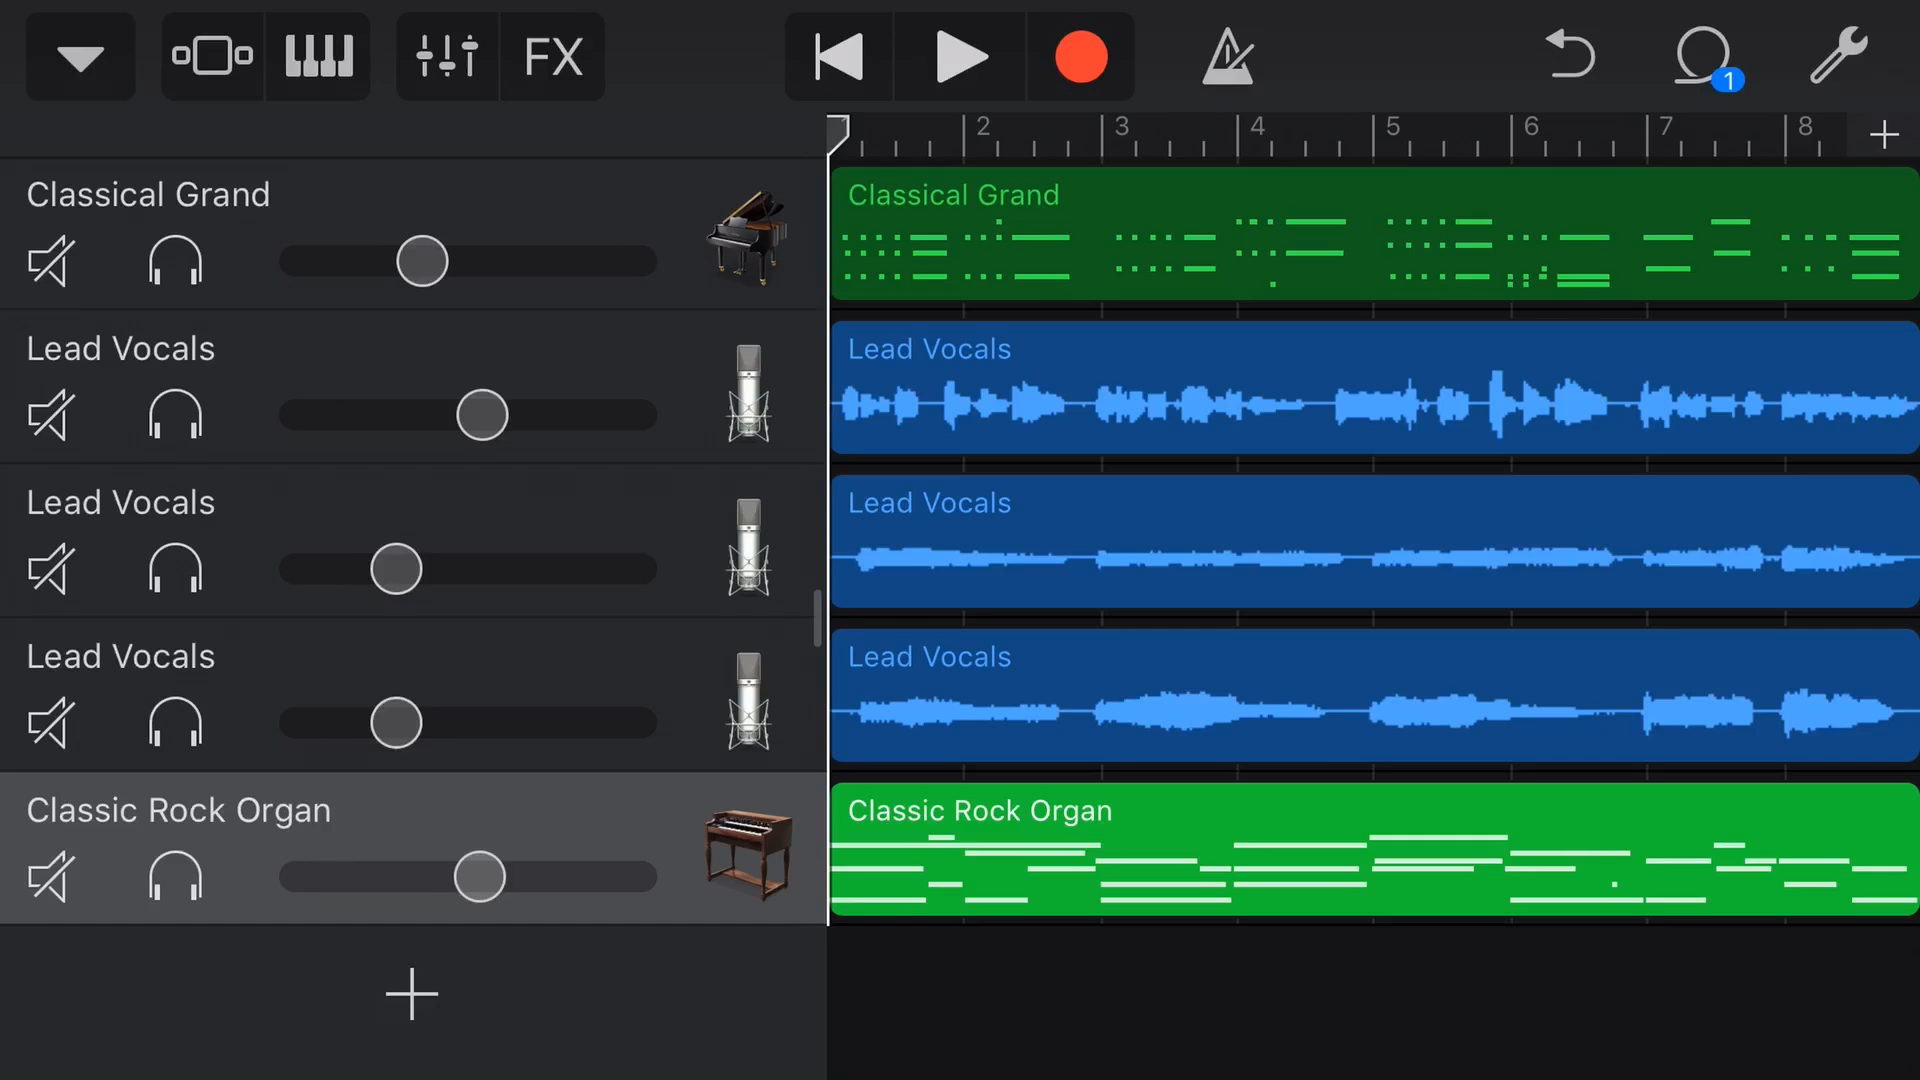 FX
1
2
3
4
5
6
7
8
Classical Grand
Classical Grand
Lead Vocals
Lead Vocals
Lead Vocals
Lead Vocals
Lead Vocals
Lead Vocals
Classic Rock Organ
Classic Rock Organ